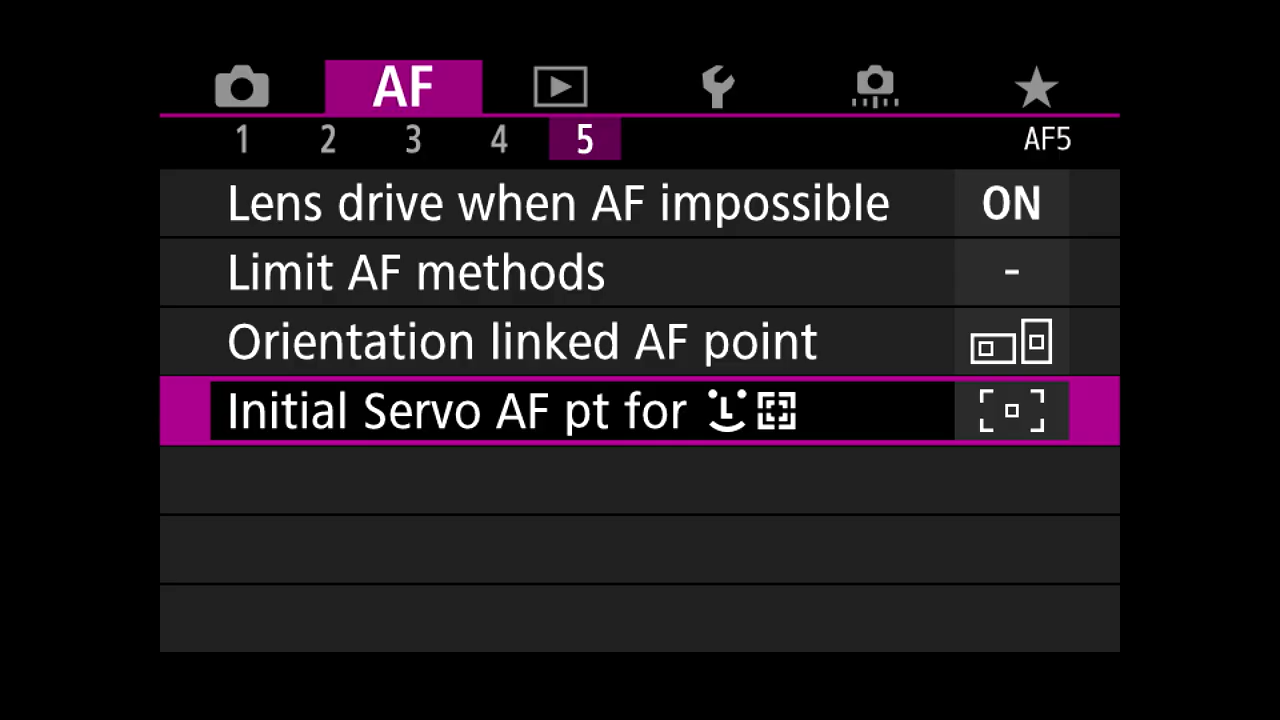 AF
1 2 3 4 5 AF5
Lens drive when AF impossible ON
Limit AF methods -
Orientation linked AF point
Initial Servo AF pt for